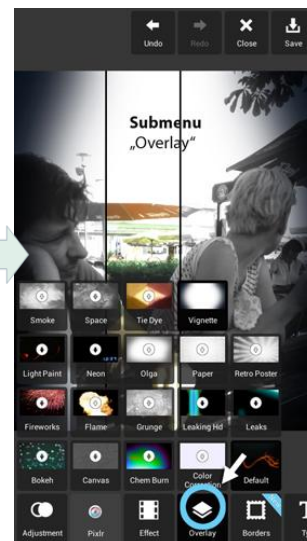 Undo Redo Close Save
Submenu
„Overlay“
Smoke Space Tie Dye Vignette
Light Paint Neon Olga Paper Retro Poster
Fireworks Flame Grunge Leaking Hd Leaks
Bokeh Canvas Chem Burn Color Correction Default
Adjustment Pixlr Effect Overlay Borders